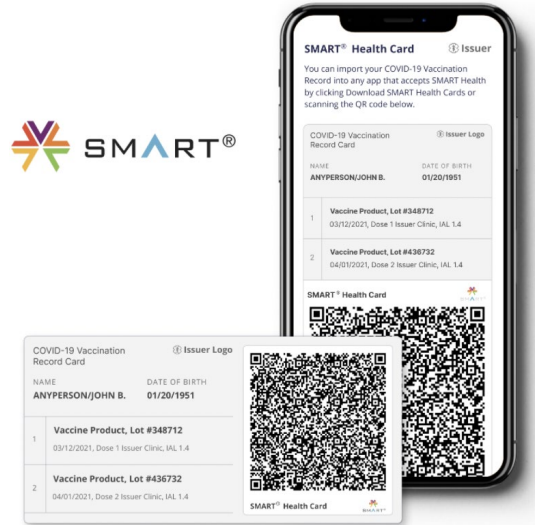 SMART®
SMART® Health Card
Issuer
You can import your COVID-19 Vaccination
Record into any app that accepts SMART Health
by clicking Download SMART Health Cards or
scanning the QR code below.
COVID-19 Vaccination
Record Card
Issuer Logo
NAME
DATE OF BIRTH
ANYPERSON/JOHN B.
01/20/1951
1
Vaccine Product, Lot #348712
03/12/2021, Dose 1 Issuer Clinic, IAL 1.4
2
Vaccine Product, Lot #436732
04/01/2021, Dose 2 Issuer Clinic, IAL 1.4
SMART® Health Card
SMART®
COVID-19 Vaccination
Record Card
Issuer Logo
NAME
DATE OF BIRTH
ANYPERSON/JOHN B.
01/20/1951
1
Vaccine Product, Lot #348712
03/12/2021, Dose 1 Issuer Clinic, IAL 1.4
2
Vaccine Product, Lot #436732
04/01/2021, Dose 2 Issuer Clinic, IAL 1.4
SMART® Health Card
SMART®